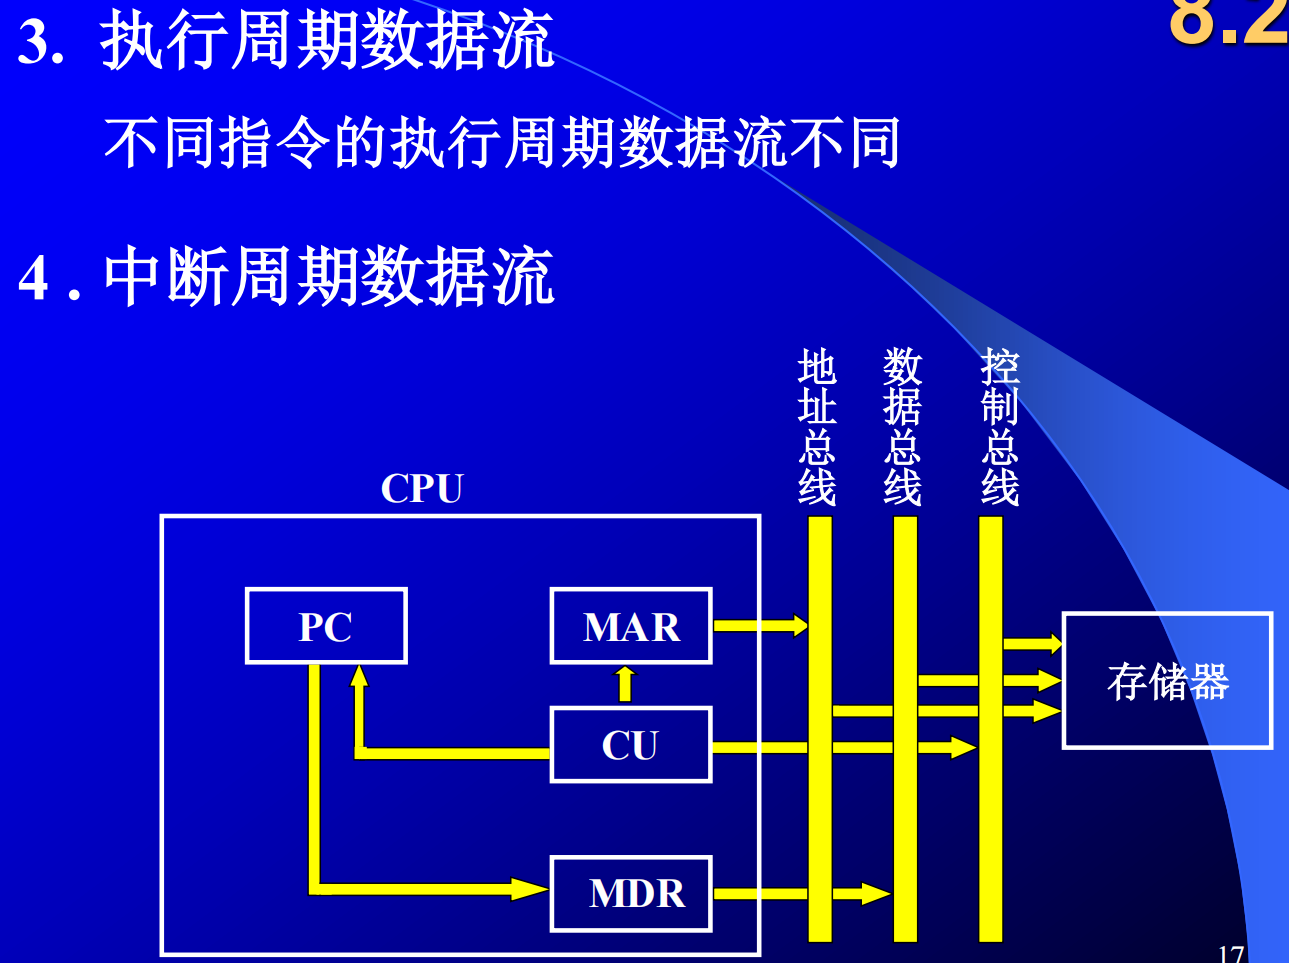 8.2
3. 执行周期数据流
不同指令的执行周期数据流不同
4 . 中断周期数据流
地址总线
数据总线
控制总线
CPU
PC
MAR
存储器
CU
MDR
17